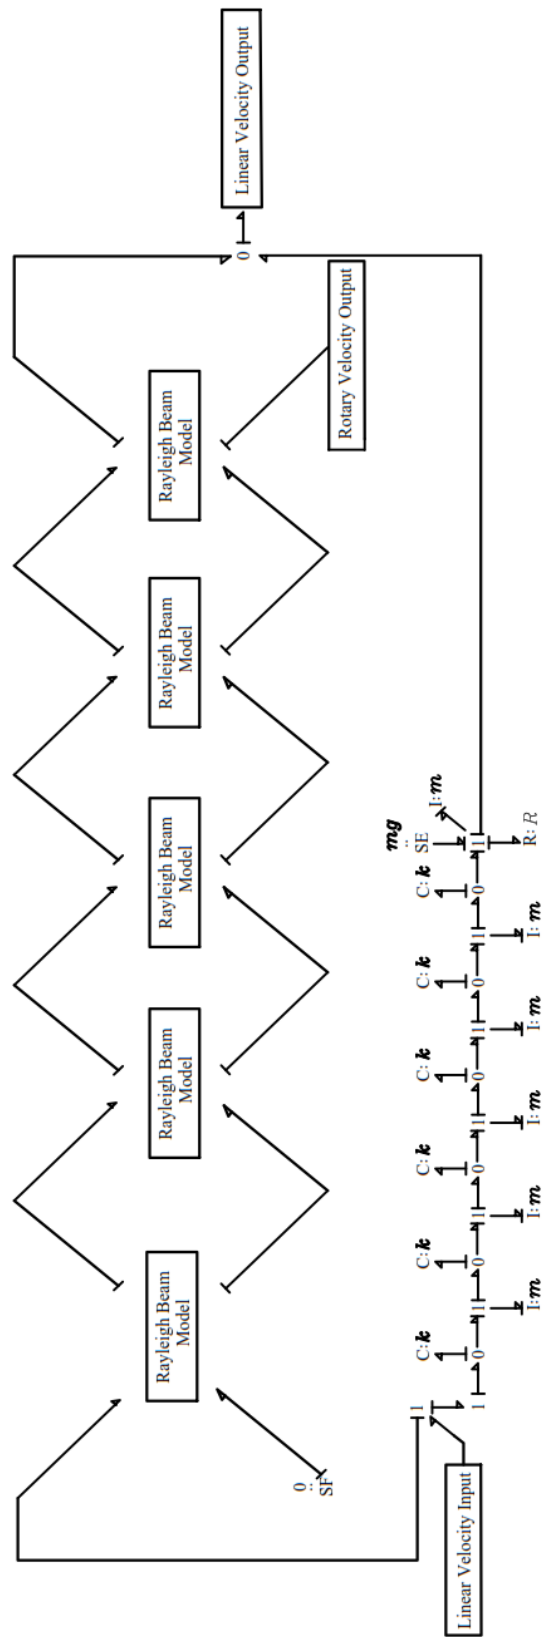 Rayleigh Beam
Model
Rayleigh Beam
Model
Rayleigh Beam
Model
Rayleigh Beam
Model
Rayleigh Beam
Model
0
Linear Velocity Output
0
:
SF
Rotary Velocity Output
mg
:
SE
1
C:k
C:k
C:k
C:k
C:k
C:k
I:m
1 0 1 0 1 0 1 0 1 0 1 0 1
Linear Velocity Input
I:m
I:m
I:m
I:m
I:m
R:R